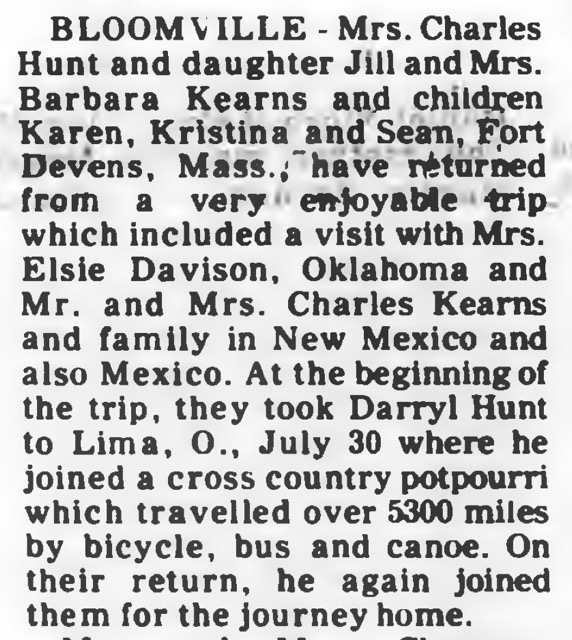 BLOOMVILLE - Mrs. Charles
Hunt and daughter Jill and Mrs.
Barbara Kearns and children
Karen, Kristina and Sean, Fort
Devens, Mass., have returned
from a very enjoyable trip
which included a visit with Mrs.
Elsie Davison, Oklahoma and
Mr. and Mrs. Charles Kearns
and family in New Mexico and
also Mexico. At the beginning of
the trip, they took Darryl Hunt
to Lima, O., July 30 where he
joined a cross country potpourri
which travelled over 5300 miles
by bicycle, bus and canoe. On
their return, he again joined
them for the journey home.